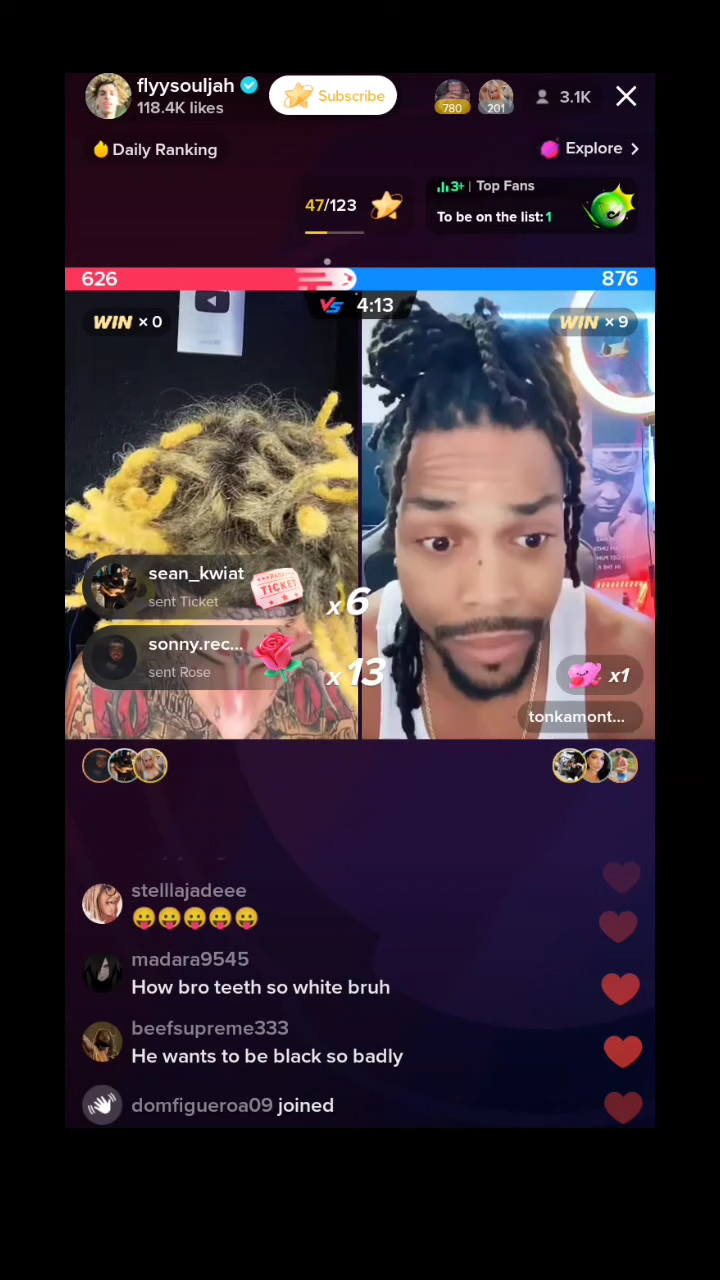 flyysouljah
118.4K likes
Subscribe
780
201
3.1K
Daily Ranking
Explore
47/123
3+ | Top Fans
To be on the list: 1
626
876
VS 4:13
WIN x 0
WIN x 9
sean_kwiat
sent Ticket
TICKET
x6
sonny.rec...
sent Rose
x13
x1
tonkamont...
stelllajadeee
😛😛😛😛😛
madara9545
How bro teeth so white bruh
beefsupreme333
He wants to be black so badly
domfigueroa09 joined